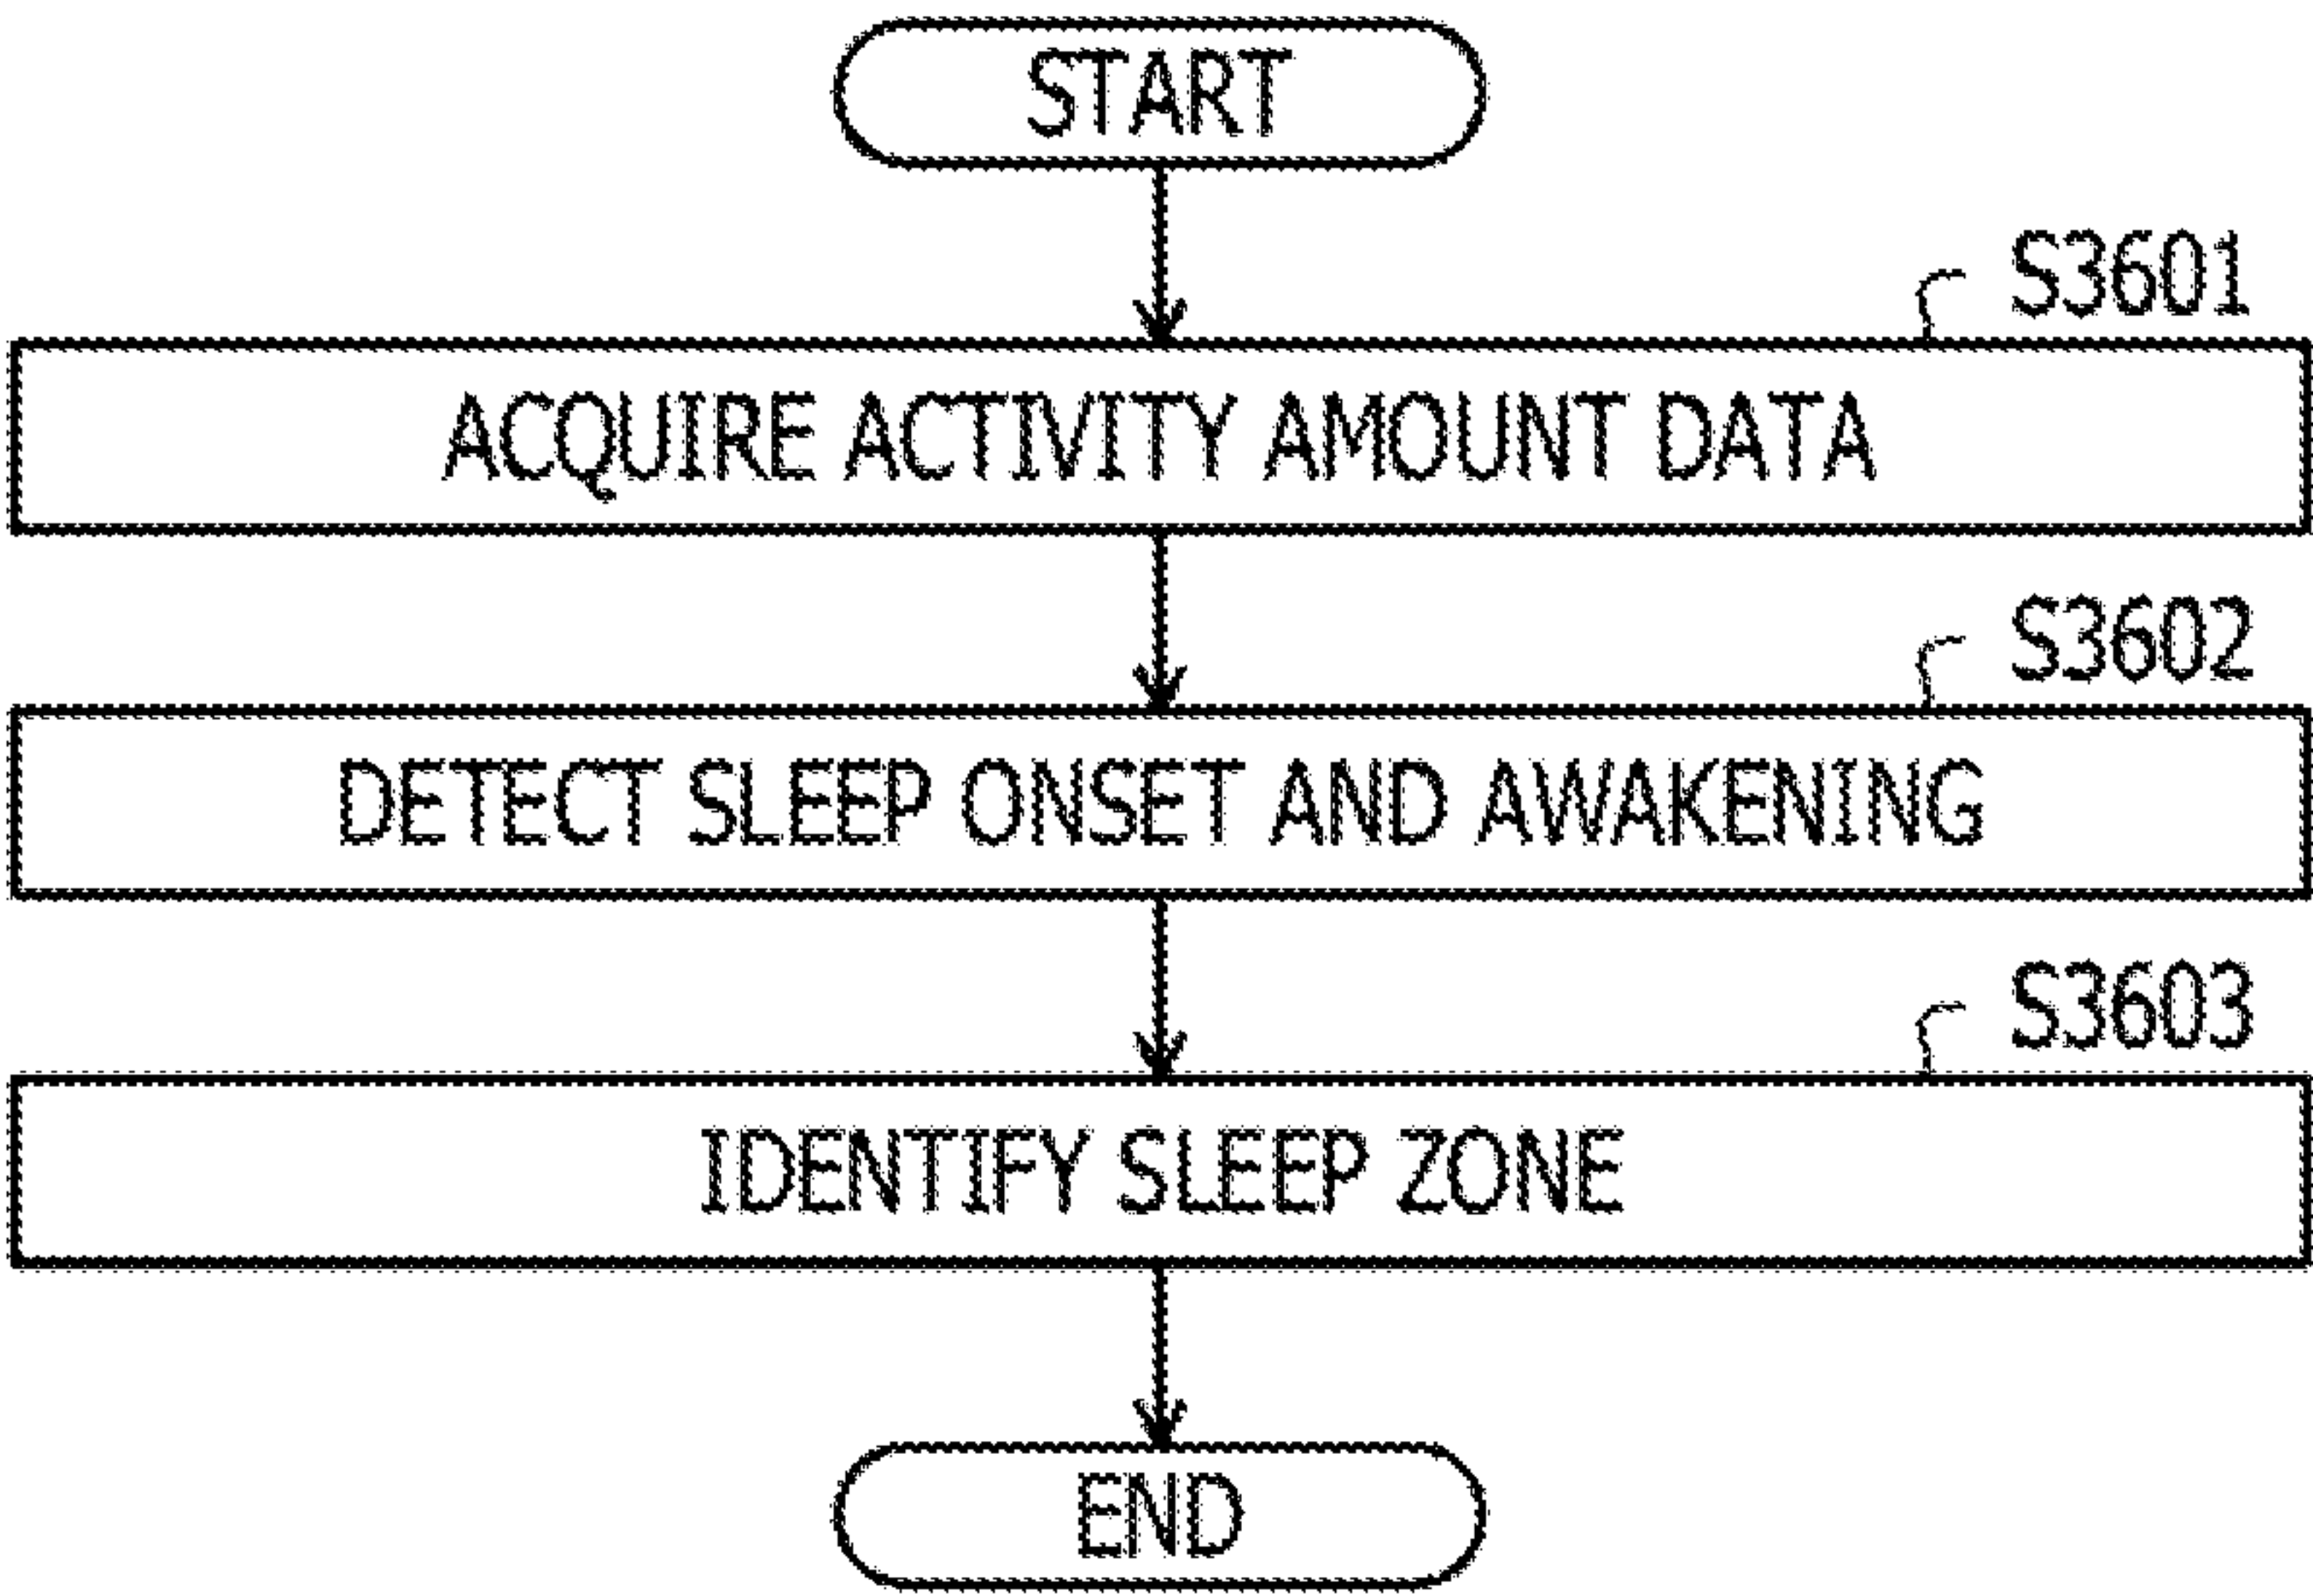 START
S3601
ACQUIRE ACTIVITY AMOUNT DATA
S3602
DETECT SLEEP ONSET AND AWAKENING
S3603
IDENTIFY SLEEP ZONE
END